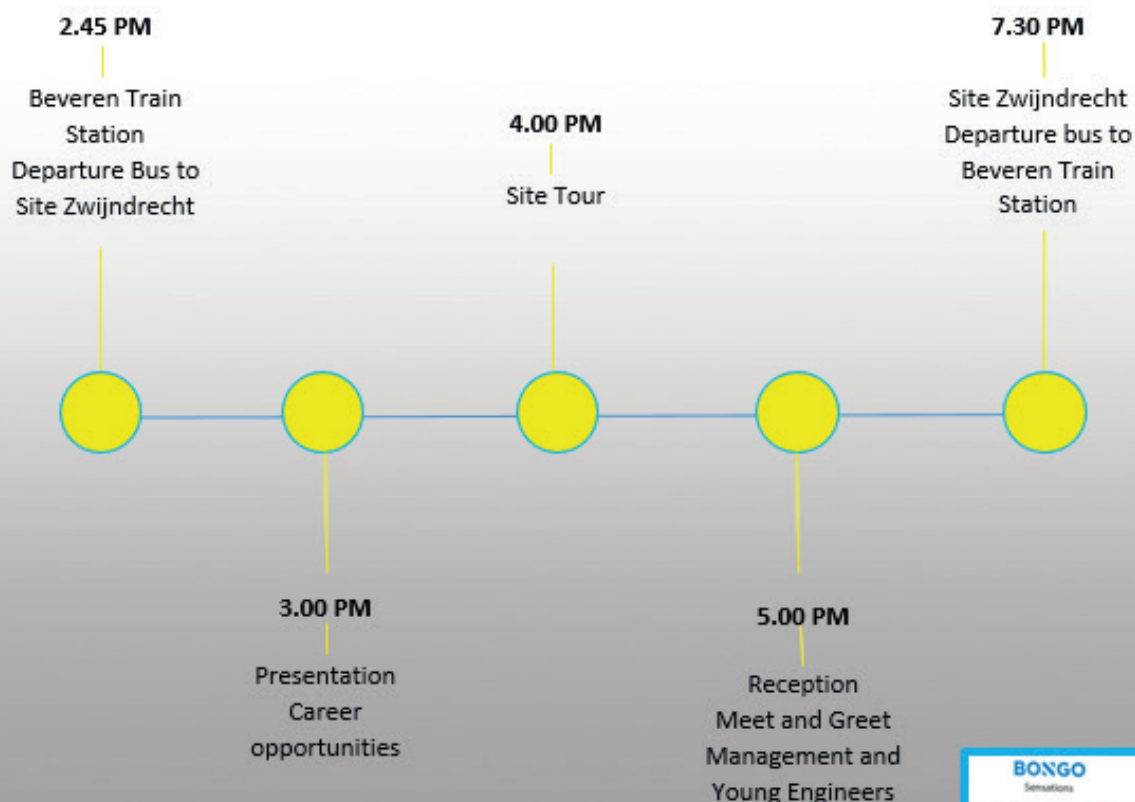 2.45 PM
Beveren Train
Station
Departure Bus to
Site Zwijndrecht
3.00 PM
Presentation
Career
opportunities
4.00 PM
Site Tour
5.00 PM
Reception
Meet and Greet
Management and
Young Engineers
7.30 PM
Site Zwijndrecht
Departure bus to
Beveren Train
Station
BONGO
Sensations